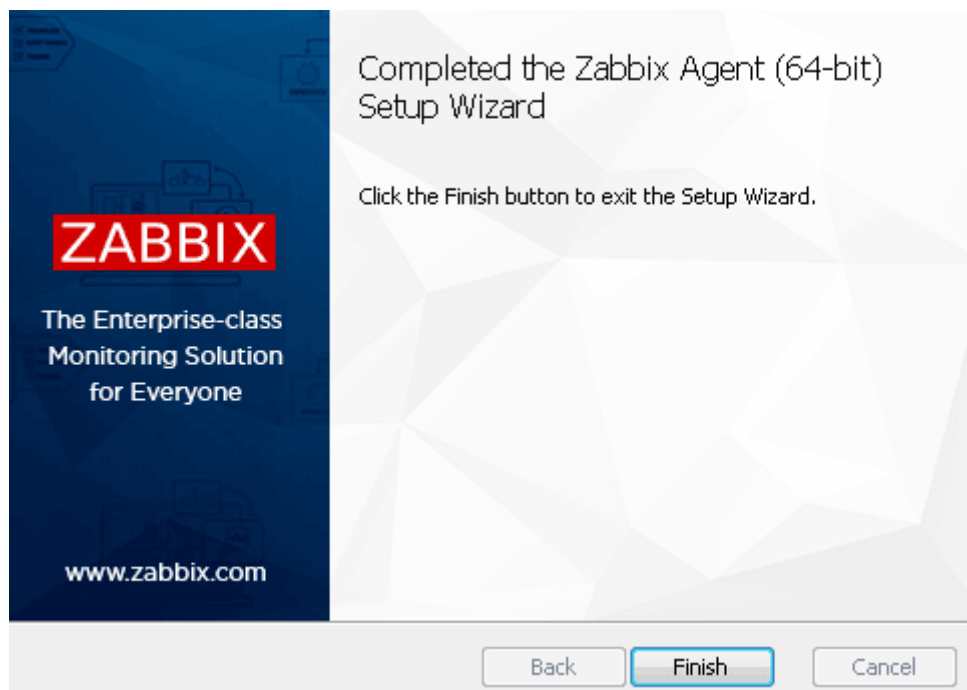 Completed the Zabbix Agent (64-bit)
Setup Wizard
Click the Finish button to exit the Setup Wizard.
ZABBIX
The Enterprise-class
Monitoring Solution
for Everyone
www.zabbix.com
Back
Finish
Cancel